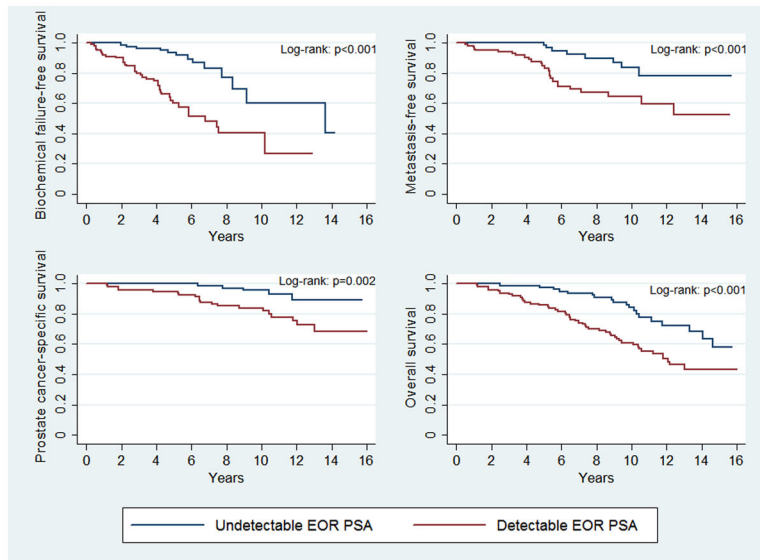 Biochemical failure-free survival
1.0
0.8
0.6
0.4
0.2
0
Log-rank: p<0.001
0 2 4 6 8 10 12 14 16
Years
Metastasis-free survival
1.0
0.8
0.6
0.4
0.2
0
Log-rank: p<0.001
0 2 4 6 8 10 12 14 16
Years
Prostate cancer-specific survival
1.0
0.8
0.6
0.4
0.2
0
Log-rank: p=0.002
0 2 4 6 8 10 12 14 16
Years
Overall survival
1.0
0.8
0.6
0.4
0.2
0
Log-rank: p<0.001
0 2 4 6 8 10 12 14 16
Years
Undetectable EOR PSA
Detectable EOR PSA